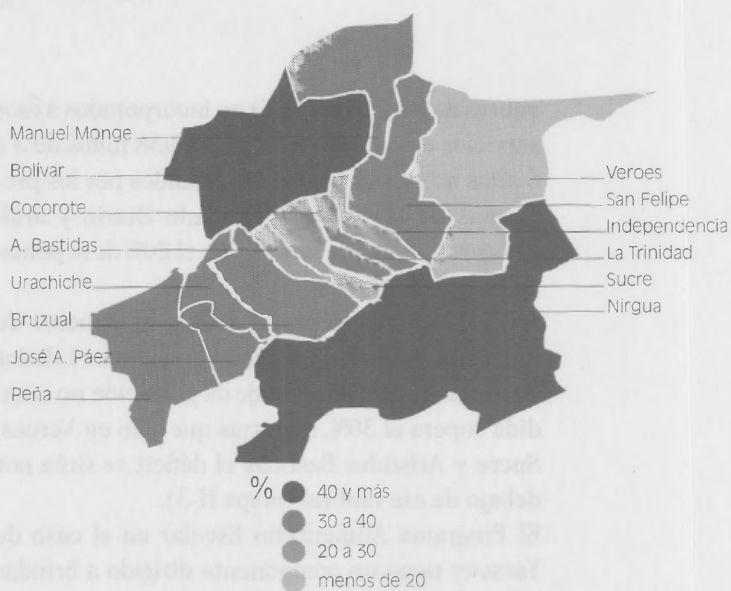 Manuel Monge
Bolívar
Cocorote
A. Bastidas
Urachiche
Bruzual
José A. Páez
Peña
Veroes
San Felipe
Independencia
La Trinidad
Sucre
Nirgua
%
40 y más
30 a 40
20 a 30
menos de 20